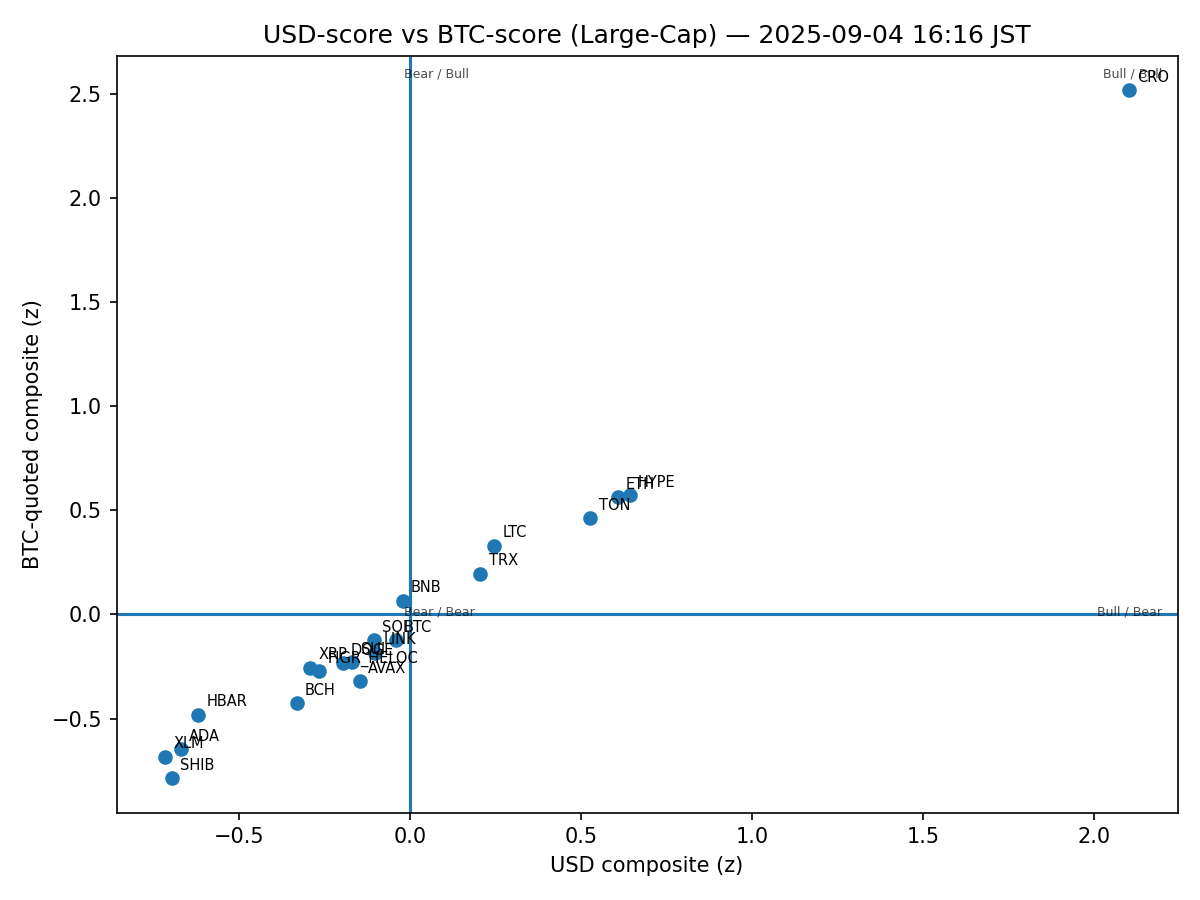 USD-score vs BTC-score (Large-Cap) — 2025-09-04 16:16 JST
Bear / Bull
Bull / Bull
CRO
2.5
2.0
1.5
1.0
0.5
0.0
−0.5
BTC-quoted composite (z)
ETH
HYPE
TON
LTC
TRX
BNB
Bear / Bear
Bull / Bear
BTC
LINK
XRP
AVAX
BCH
HBAR
ADA
XLM
SHIB
−0.5
0.0
0.5
1.0
1.5
2.0
USD composite (z)